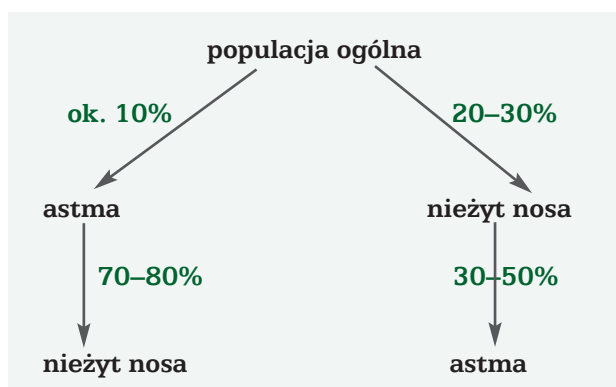 populacja ogólna
ok. 10%
20–30%
astma
nieżyt nosa
70–80%
30–50%
nieżyt nosa
astma